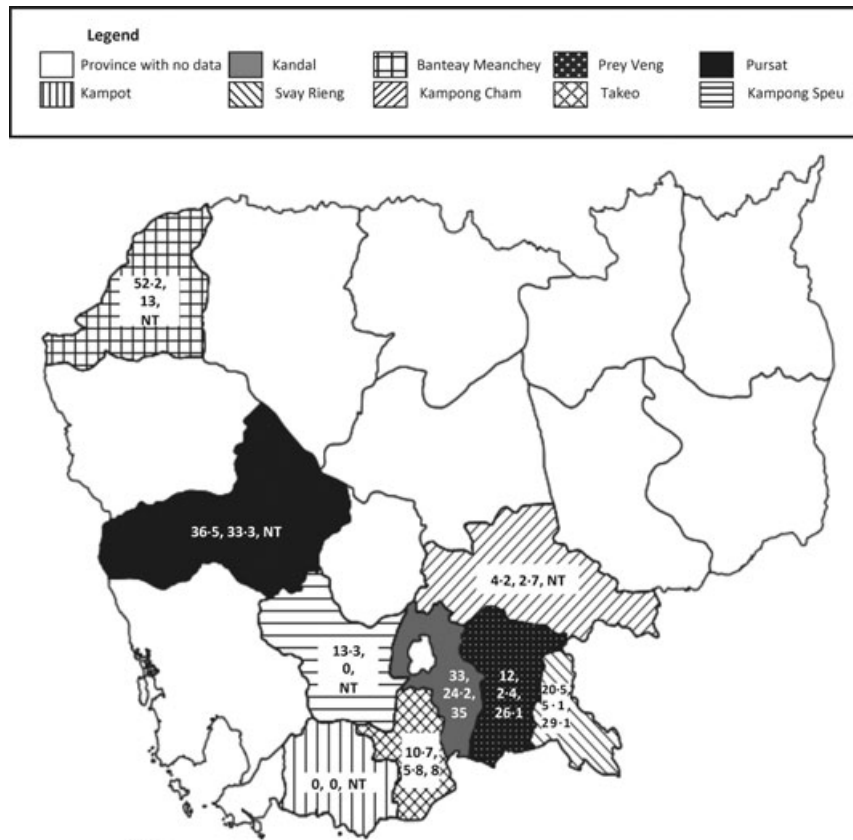 Legend
Province with no data Kandal Banteay Meanchey Prey Veng Pursat
Kampot Svay Rieng Kampong Cham Takeo Kampong Speu
52·2,
13,
NT
36·5, 33·3, NT
4·2, 2·7, NT
13·3,
0,
NT
33,
24·2,
35
12,
2·4,
26·1
20·5,
5·1,
29·1
10·7,
5·8, 8
0, 0, NT